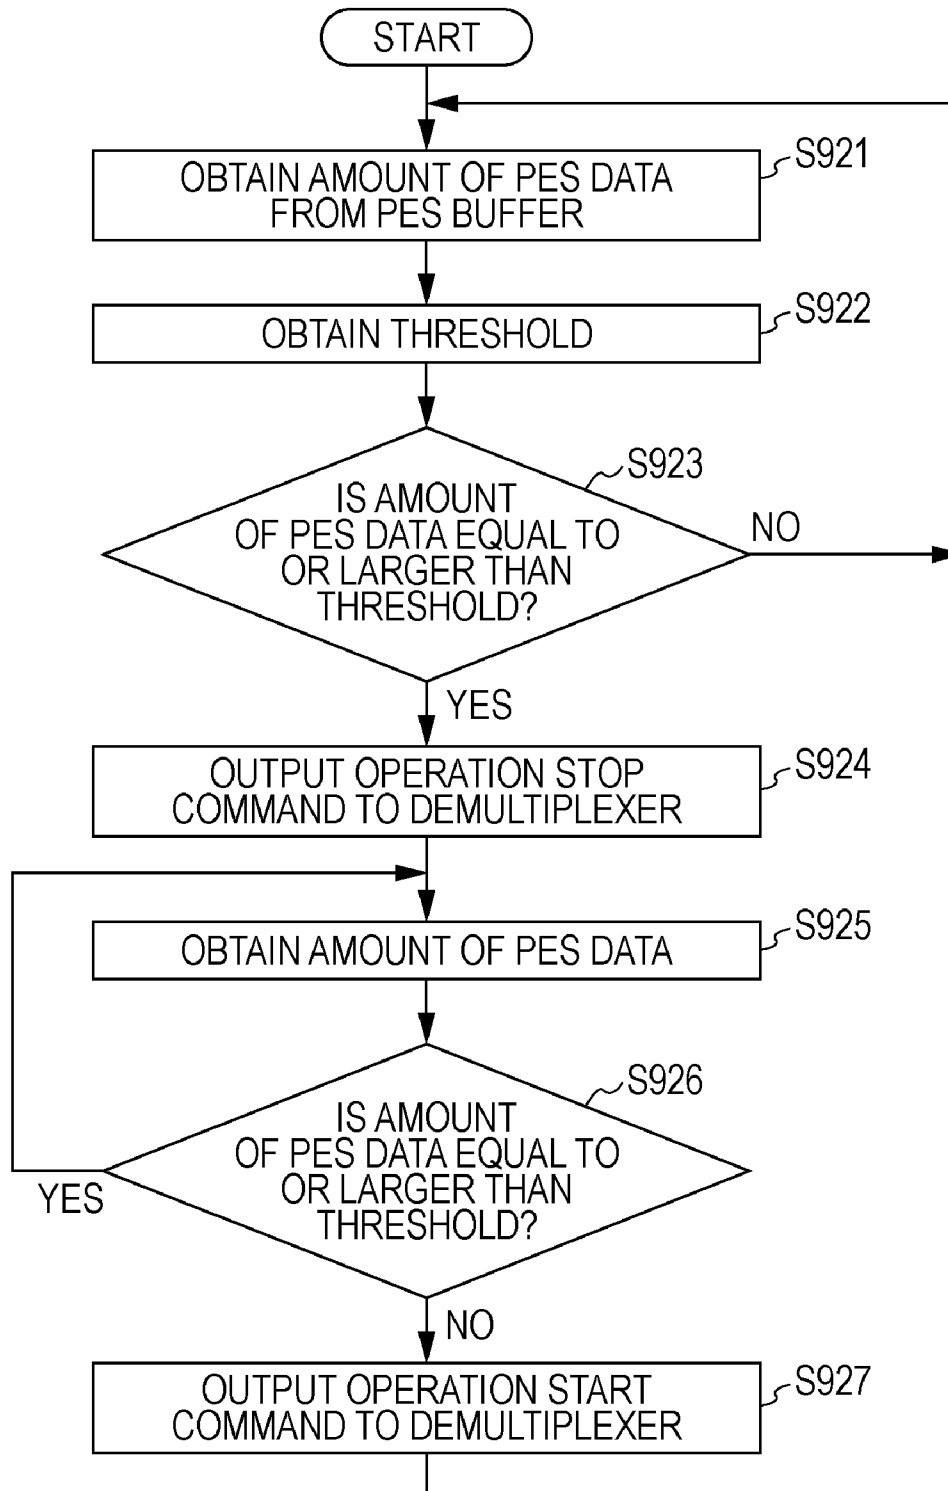 START
S921
OBTAIN AMOUNT OF PES DATA
FROM PES BUFFER
S922
OBTAIN THRESHOLD
S923
IS AMOUNT
OF PES DATA EQUAL TO
OR LARGER THAN
THRESHOLD?
NO
YES
S924
OUTPUT OPERATION STOP
COMMAND TO DEMULTIPLEXER
S925
OBTAIN AMOUNT OF PES DATA
S926
IS AMOUNT
OF PES DATA EQUAL TO
OR LARGER THAN
THRESHOLD?
YES
NO
S927
OUTPUT OPERATION START
COMMAND TO DEMULTIPLEXER